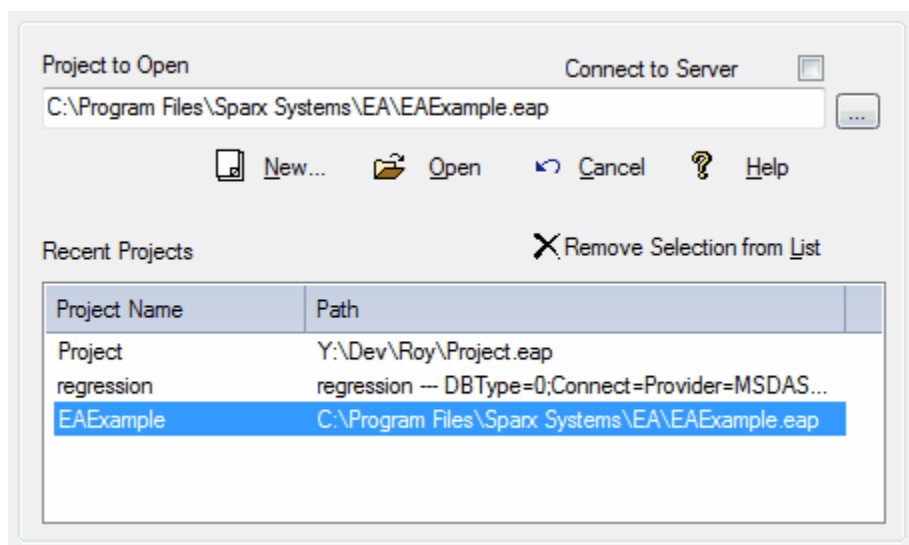 Project to Open Connect to Server
C:\Program Files\Sparx Systems\EA\EAExample.eap ...
New... Open Cancel Help
Recent Projects Remove Selection from List
Project Name Path
Project Y:\Dev\Roy\Project.eap
regression regression --- DBType=0;Connect=Provider=MSDAS...
EAExample C:\Program Files\Sparx Systems\EA\EAExample.eap